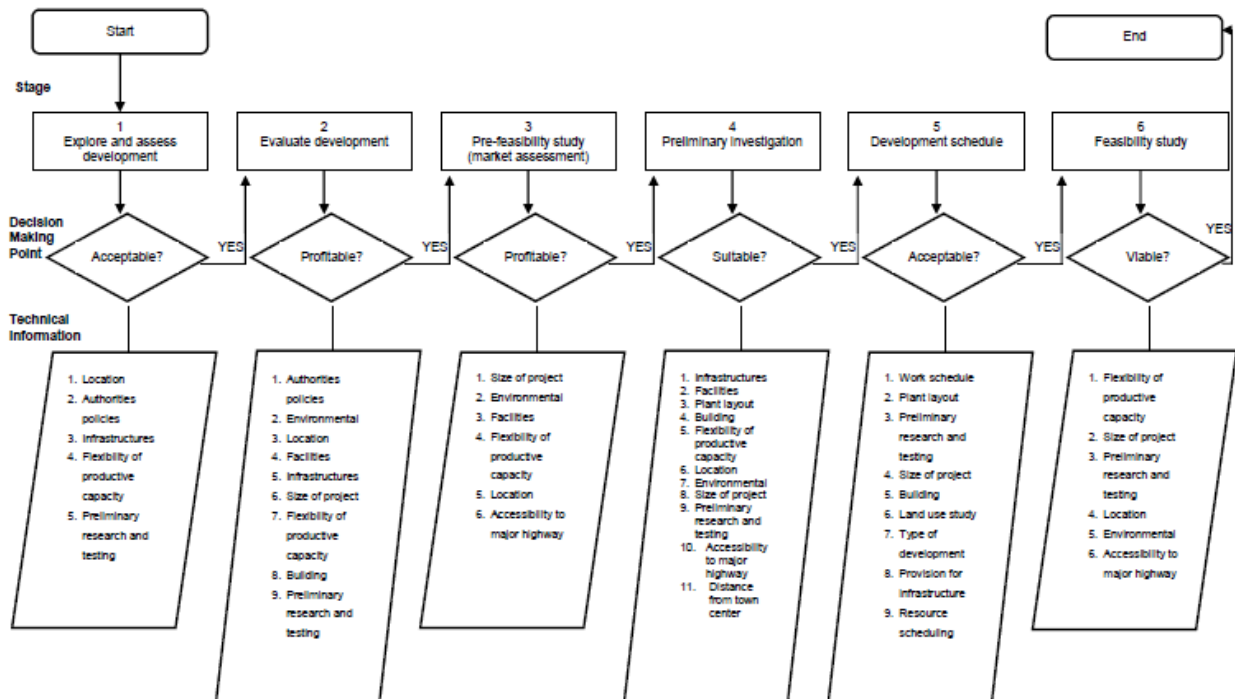 Start
End
Stage
1
Explore and assess
development
2
Evaluate development
3
Pre-feasibility study
(market assessment)
4
Preliminary investigation
5
Development schedule
6
Feasibility study
Decision
Making
Point
Acceptable?
YES
Profitable?
YES
Profitable?
YES
Suitable?
YES
Acceptable?
YES
Viable?
YES
Technical
Information
1. Location
2. Authorities
policies
3. Infrastructures
4. Flexibility of
productive
capacity
5. Preliminary
research and
testing
1. Authorities
policies
2. Environmental
3. Location
4. Facilities
5. Infrastructures
6. Size of project
7. Flexibility of
productive
capacity
8. Building
9. Preliminary
research and
testing
1. Size of project
2. Environmental
3. Facilities
4. Flexibility of
productive
capacity
5. Location
6. Accessibility to
major highway
1. Infrastructures
2. Facilities
3. Plant layout
4. Building
5. Flexibility of
productive
capacity
6. Location
7. Environmental
8. Size of project
9. Preliminary
research and
testing
10. Accessibility
to major
highway
11. Distance
from town
center
1. Work schedule
2. Plant layout
3. Preliminary
research and
testing
4. Size of project
5. Building
6. Land use study
7. Type of
development
8. Provision for
infrastructure
9. Resource
scheduling
1. Flexibility of
productive
capacity
2. Size of project
3. Preliminary
research and
testing
4. Location
5. Environmental
6. Accessibility to
major highway